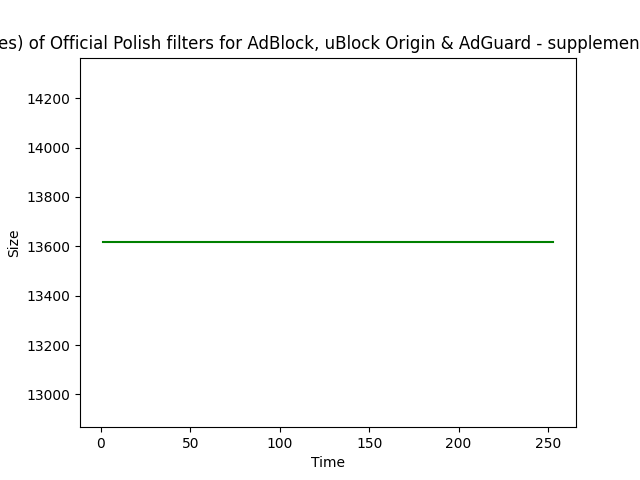 es) of Official Polish filters for AdBlock, uBlock Origin & AdGuard - supplemen
14200
14000
13800
13600
13400
13200
13000
Size
0 50 100 150 200 250
Time